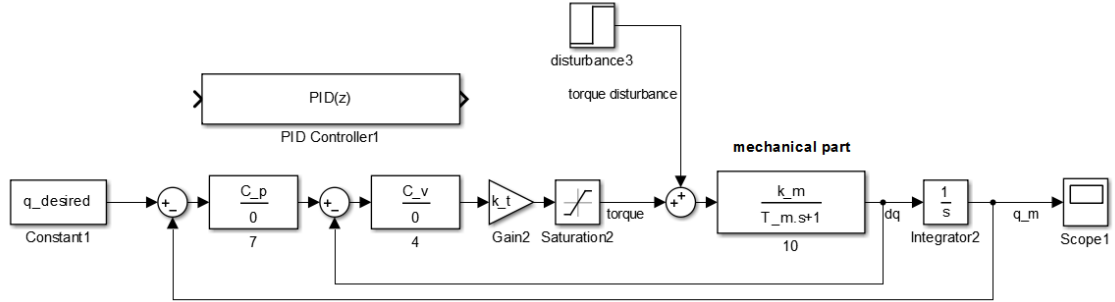 disturbance3
PID(z)
torque disturbance
PID Controller1
mechanical part
q_desired
+
−
C_p
0
+
−
C_v
0
k_t
torque
+
+
k_m
T_m.s+1
dq
1
s
q_m
Constant1
7
4
Gain2
Saturation2
10
Integrator2
Scope1